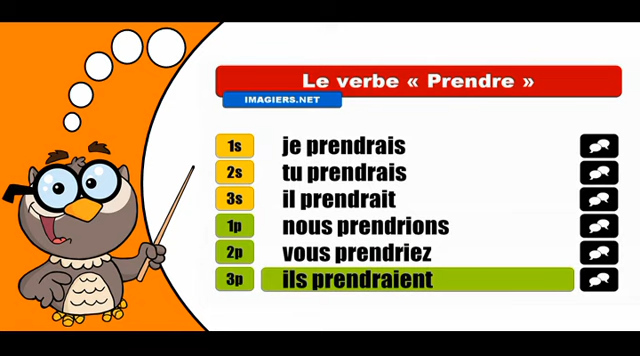 Le verbe « Prendre »
IMAGIERS.NET
1s je prendrais
2s tu prendrais
3s il prendrait
1p nous prendrions
2p vous prendriez
3p ils prendraient